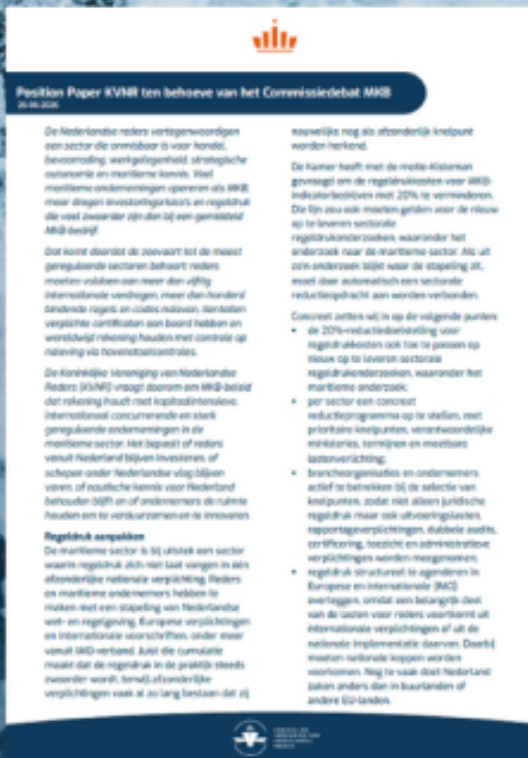 Position Paper KVNR ten behoeve van het Commissiedebat MKB
De Nederlandse reders vertegenwoordigen
een sector die onmisbaar is voor handel,
bevoorrading, werkgelegenheid, strategische
autonomie en maritieme kennis. Veel
maritieme ondernemingen opereren als MKB,
maar dragen investeringsrisico's en regeldruk
die veel zwaarder zijn dan bij een gemiddeld
MKB-bedrijf.
Dat komt doordat de zeevaart tot de meest
gereguleerde sectoren behoort: reders
moeten voldoen aan meer dan vijftig
internationale verdragen, meer dan honderd
bindende regels en codes naleven, tientallen
verplichte certificaten aan boord hebben en
wereldwijd rekening houden met controle op
naleving via havenstaatcontroles.
De Koninklijke Vereniging van Nederlandse
Reders (KVNR) vraagt daarom om MKB-beleid
dat rekening houdt met kapitaalintensieve,
internationaal concurrerende en sterk
gereguleerde ondernemingen in de
maritieme sector. Het bepaalt of reders
vanuit Nederland blijven investeren, of
schepen onder Nederlandse vlag blijven
varen, of nautische kennis voor Nederland
behouden blijft en of ondernemers de ruimte
houden om te verduurzamen en te innoveren.
Regeldruk aanpakken
De maritieme sector is bij uitstek een sector
waarin regeldruk zich niet laat vangen in één
afzonderlijke nationale verplichting. Reders
en maritieme ondernemers hebben te
maken met een stapeling van Nederlandse
wet- en regelgeving, Europese verplichtingen
en internationale voorschriften, onder meer
vanuit IMO-verband. Juist die cumulatie
maakt dat de regeldruk in de praktijk steeds
zwaarder wordt, terwijl afzonderlijke
verplichtingen vaak al zo lang bestaan dat zij
nauwelijks nog als afzonderlijk knelpunt
worden herkend.
De Kamer heeft met de motie-Kisteman
gevraagd om de regeldrukkosten voor MKB-
indicatorbedrijven met 20% te verminderen.
Die lijn zou ook moeten gelden voor de nieuw
op te leveren sectorale
regeldrukonderzoeken, waaronder het
onderzoek naar de maritieme sector. Als uit
zo'n onderzoek blijkt waar de stapeling zit,
moet daar automatisch een sectorale
reductieopdracht aan worden verbonden.
Concreet zetten wij in op de volgende punten:
• de 20%-reductiedoelstelling voor
regeldrukkosten ook toe te passen op
nieuw op te leveren sectorale
regeldrukonderzoeken, waaronder het
maritieme onderzoek;
• per sector een concreet
reductieprogramma op te stellen, met
prioritaire knelpunten, verantwoordelijke
ministeries, termijnen en meetbare
lastenverlichting;
• brancheorganisaties en ondernemers
actief te betrekken bij de selectie van
knelpunten, zodat niet alleen juridische
regeldruk maar ook uitvoeringslasten,
rapportageverplichtingen, dubbele audits,
certificering, toezicht en administratieve
verplichtingen worden meegenomen;
• regeldruk structureel te agenderen in
Europese en internationale (IMO)
overleggen, omdat een belangrijk deel
van de lasten voor reders voortkomt uit
internationale verplichtingen of uit de
nationale implementatie daarvan. Daarbij
moeten nationale koppen worden
voorkomen. Nog te vaak doet Nederland
zaken anders dan in buurlanden of
andere EU-landen.